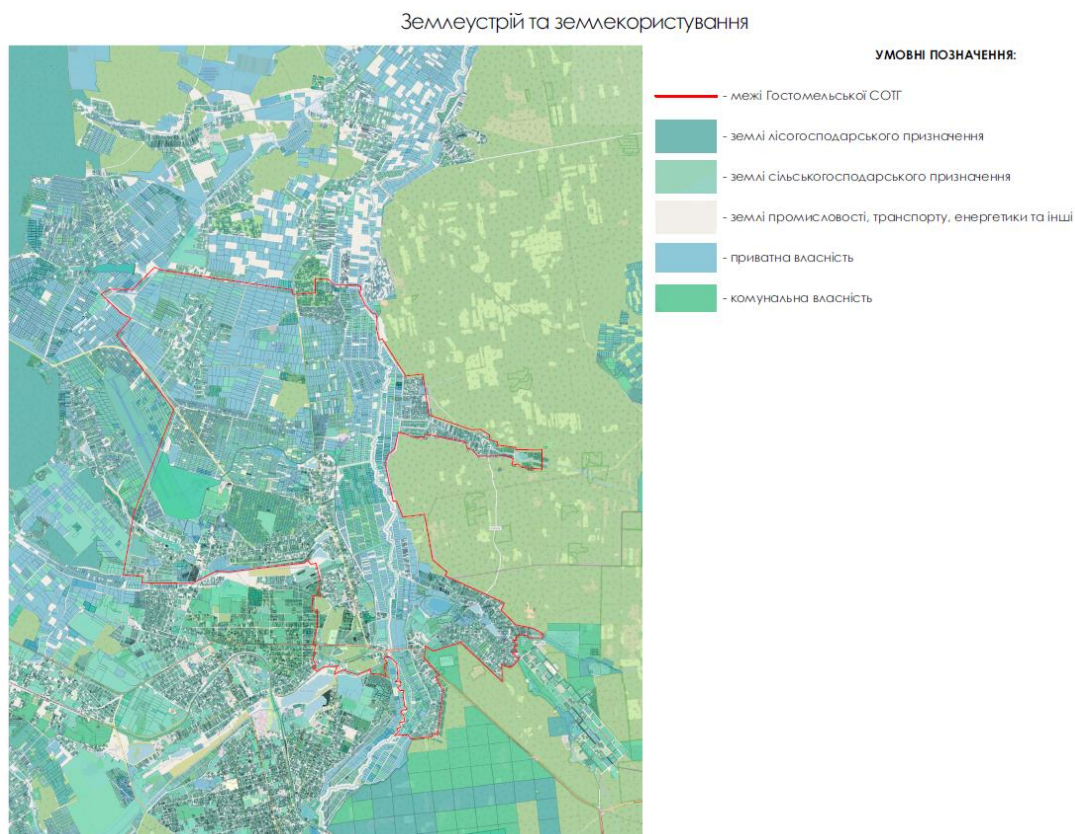 Землеустрій та землекористування
УМОВНІ ПОЗНАЧЕННЯ:
- межі Гостомельської СОТГ
- землі лісогосподарського призначення
- землі сільськогосподарського призначення
- землі промисловості, транспорту, енергетики та інші
- приватна власність
- комунальна власність